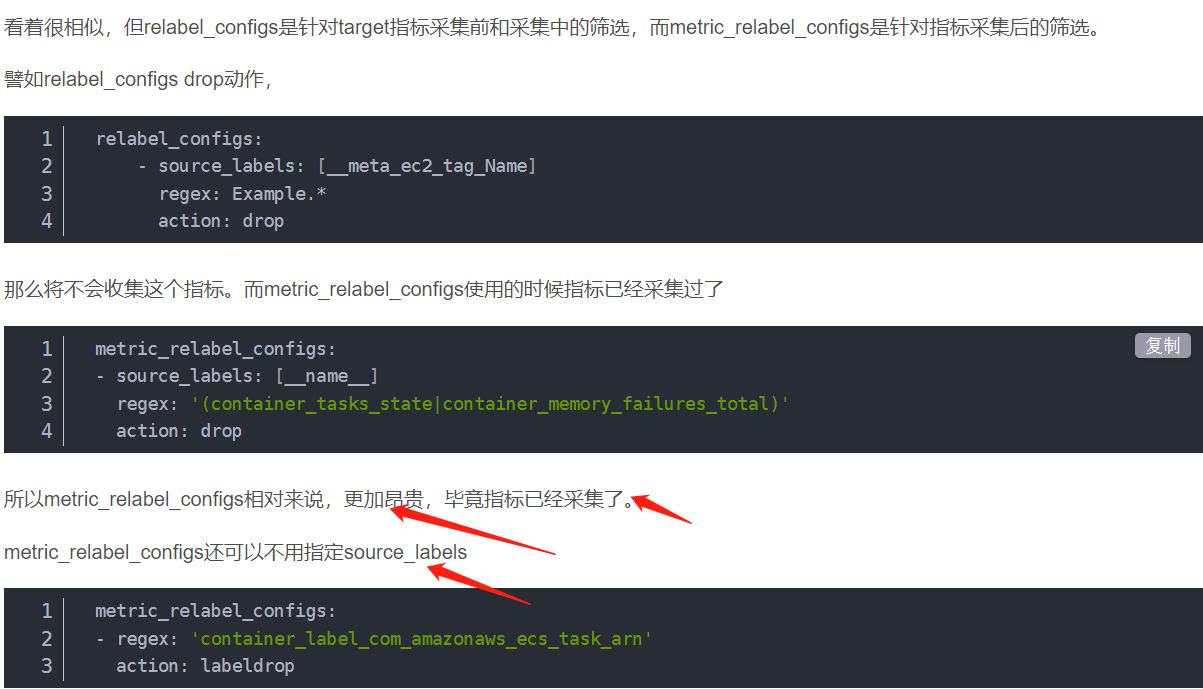 看着很相似，但relabel_configs是针对target指标采集前和采集中的筛选，而metric_relabel_configs是针对指标采集后的筛选。
譬如relabel_configs drop动作，
1 relabel_configs:
2     - source_labels: [__meta_ec2_tag_Name]
3       regex: Example.*
4       action: drop
那么将不会收集这个指标。而metric_relabel_configs使用的时候指标已经采集过了
复制
1 metric_relabel_configs:
2 - source_labels: [__name__]
3   regex: '(container_tasks_state|container_memory_failures_total)'
4   action: drop
所以metric_relabel_configs相对来说，更加昂贵，毕竟指标已经采集了。
metric_relabel_configs还可以不用指定source_labels
1 metric_relabel_configs:
2 - regex: 'container_label_com_amazonaws_ecs_task_arn'
3   action: labeldrop